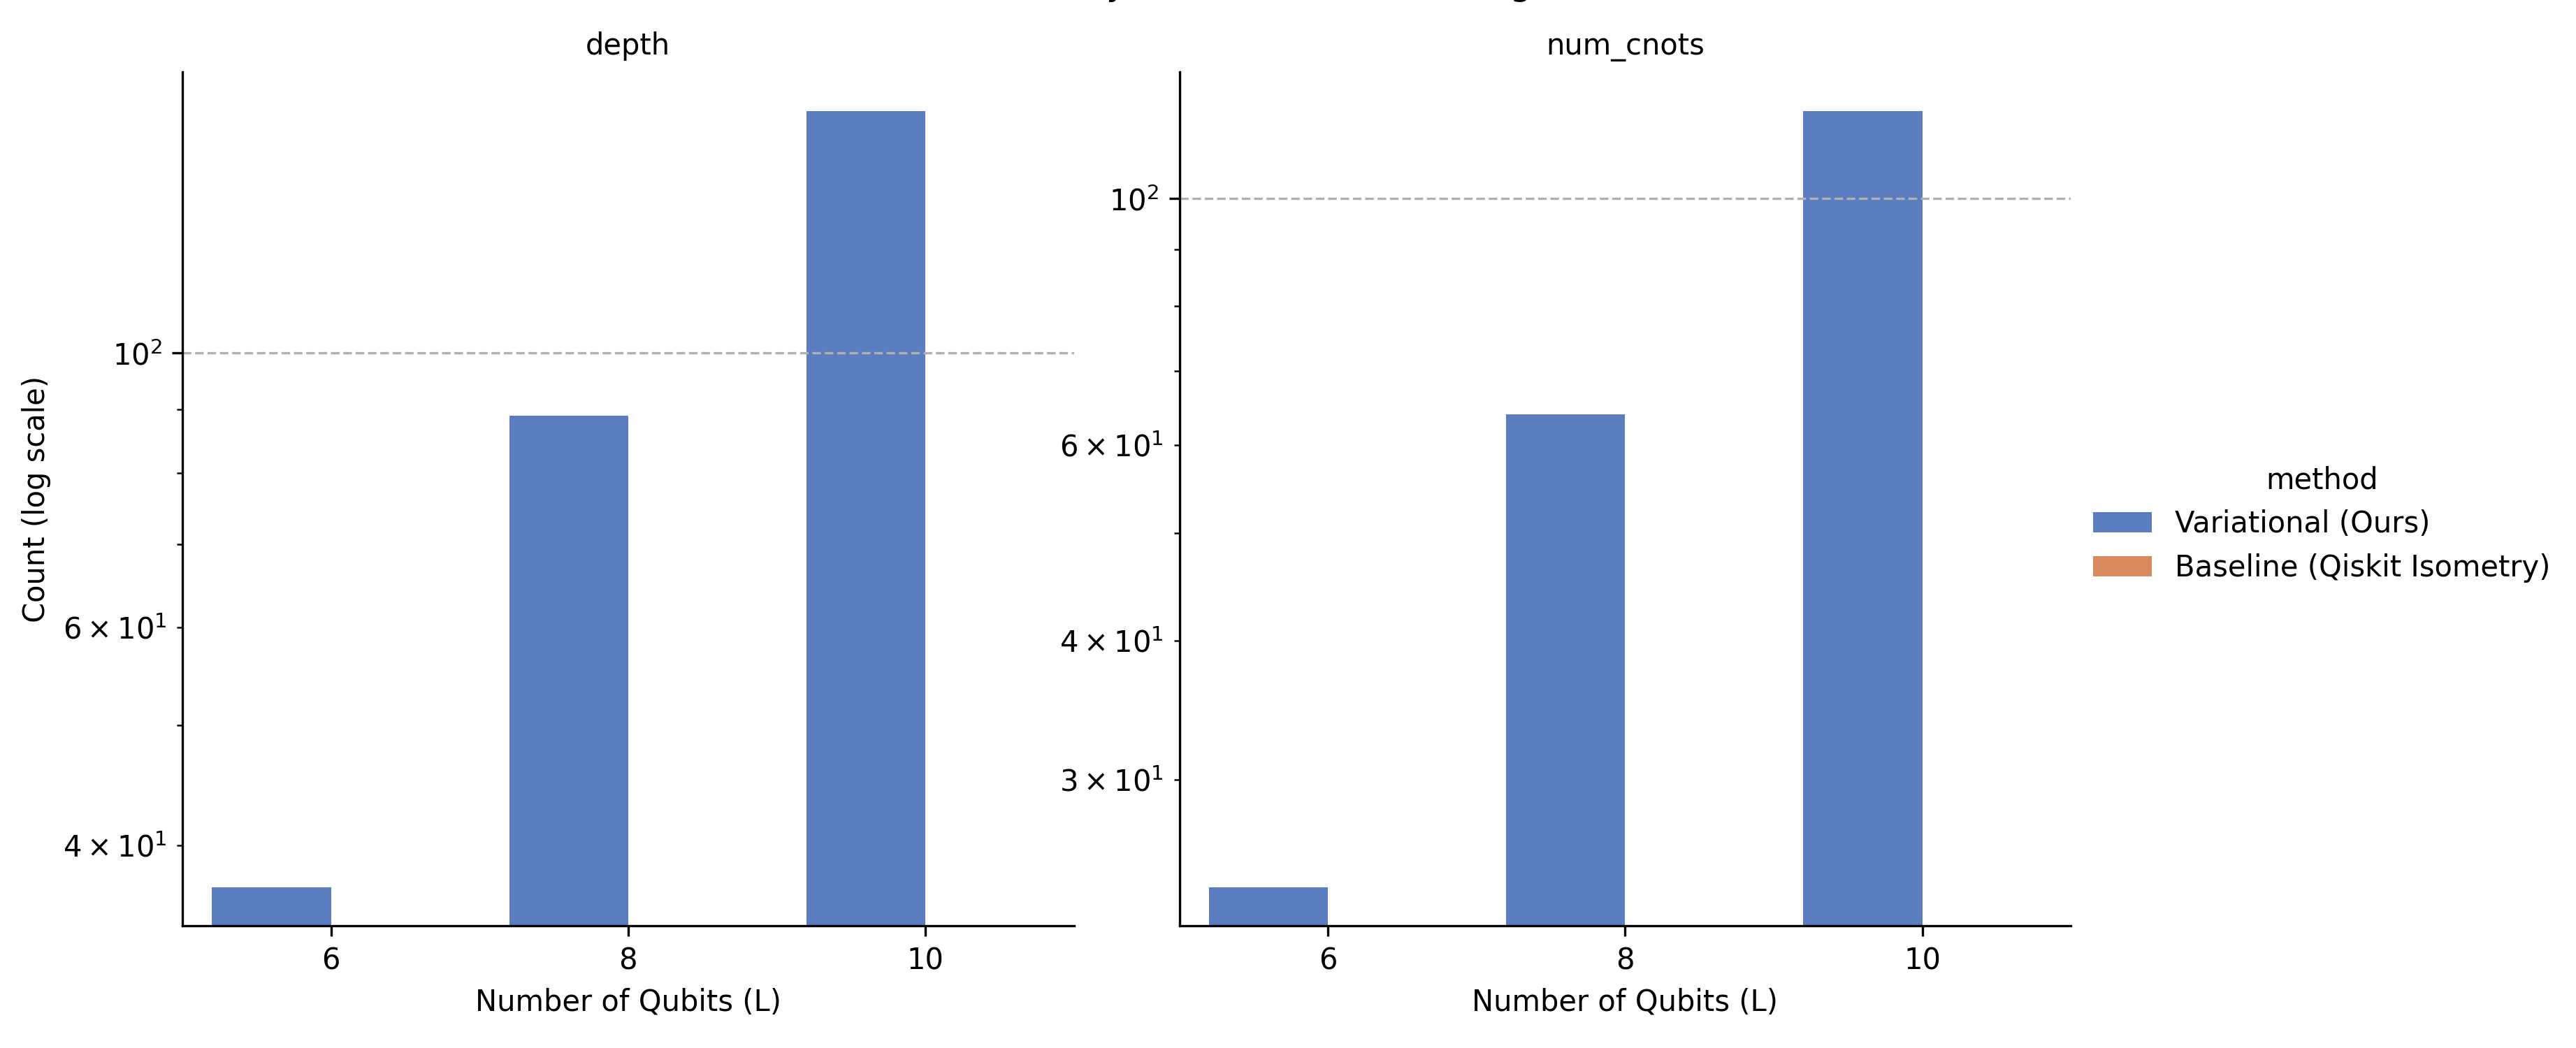 depth
num_cnots
Count (log scale)
10²
6 × 10¹
4 × 10¹
6
8
10
Number of Qubits (L)
10²
6 × 10¹
4 × 10¹
3 × 10¹
6
8
10
Number of Qubits (L)
method
Variational (Ours)
Baseline (Qiskit Isometry)